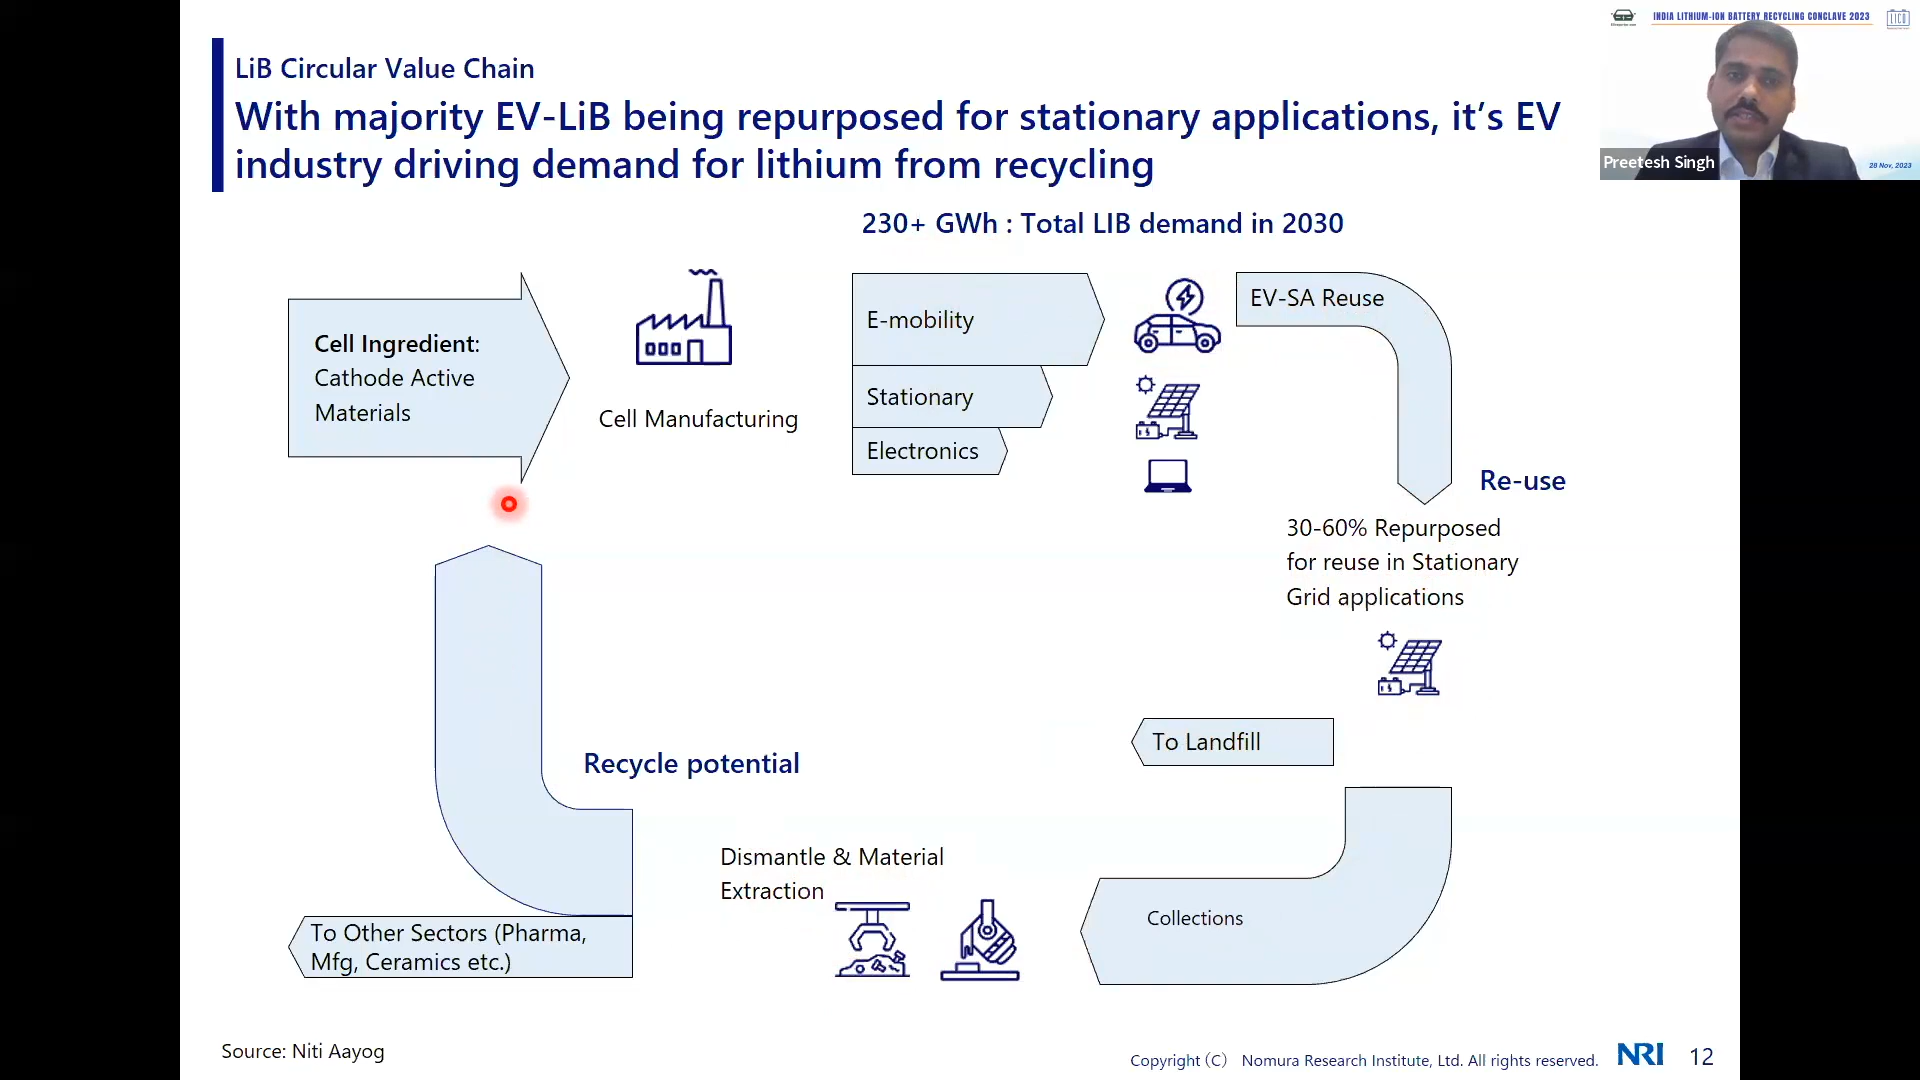 INDIA LITHIUM-ION BATTERY RECYCLING CONCLAVE 2023
LICO
LiB Circular Value Chain
With majority EV-LiB being repurposed for stationary applications, it’s EV
industry driving demand for lithium from recycling
Preetesh Singh
28 Nov, 2023
230+ GWh : Total LIB demand in 2030
Cell Ingredient:
Cathode Active
Materials
Cell Manufacturing
E-mobility
Stationary
Electronics
EV-SA Reuse
Re-use
30-60% Repurposed
for reuse in Stationary
Grid applications
To Landfill
Collections
Dismantle & Material
Extraction
Recycle potential
To Other Sectors (Pharma,
Mfg, Ceramics etc.)
Source: Niti Aayog
Copyright (C) Nomura Research Institute, Ltd. All rights reserved.
NRI
12